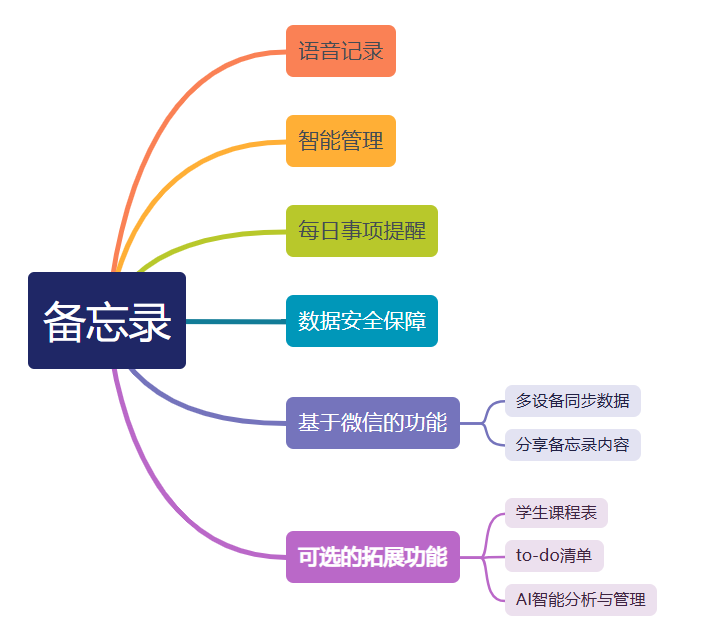 备忘录
语音记录
智能管理
每日事项提醒
数据安全保障
基于微信的功能
多设备同步数据
分享备忘录内容
可选的拓展功能
学生课程表
to-do清单
AI智能分析与管理